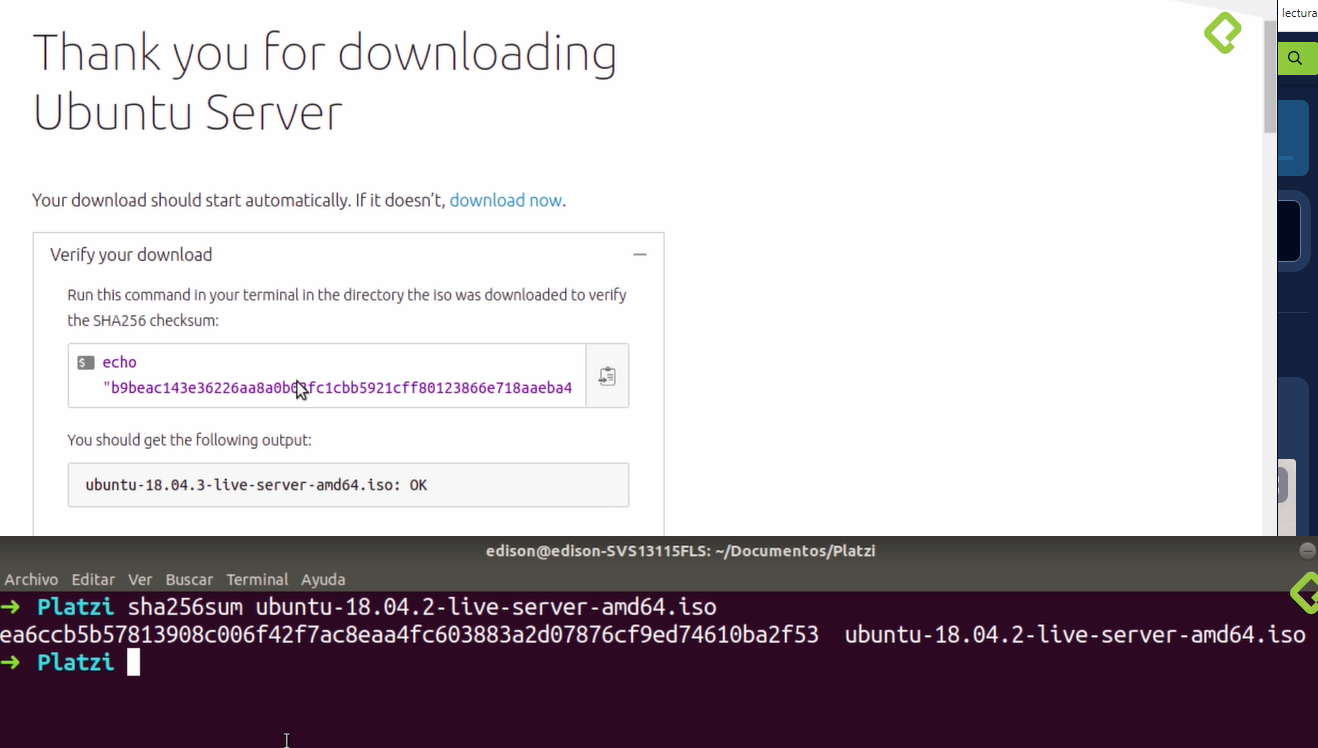 lectura
Thank you for downloading
Ubuntu Server
Your download should start automatically. If it doesn’t, download now.
Verify your download
Run this command in your terminal in the directory the iso was downloaded to verify
the SHA256 checksum:
$ echo
You should get the following output:
ubuntu-18.04.3-live-server-amd64.iso: OK
edison@edison-SVS13115FLS: ~/Documentos/Platzi
Archivo Editar Ver Buscar Terminal Ayuda
→ Platzi sha256sum ubuntu-18.04.2-live-server-amd64.iso
ea6ccb5b57813908c006f42f7ac8eaa4fc603883a2d07876cf9ed74610ba2f53 ubuntu-18.04.2-live-server-amd64.iso
→ Platzi